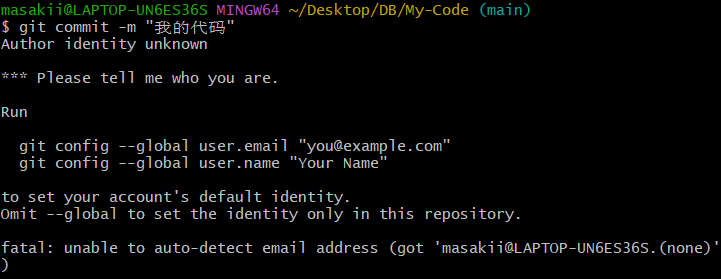 masakii@LAPTOP-UN6ES36S MINGW64 ~/Desktop/DB/My-Code (main)
$ git commit -m "我的代码"
Author identity unknown
*** Please tell me who you are.
Run
git config --global user.email "you@example.com"
git config --global user.name "Your Name"
to set your account's default identity.
Omit --global to set the identity only in this repository.
fatal: unable to auto-detect email address (got 'masakii@LAPTOP-UN6ES36S.(none)'
)